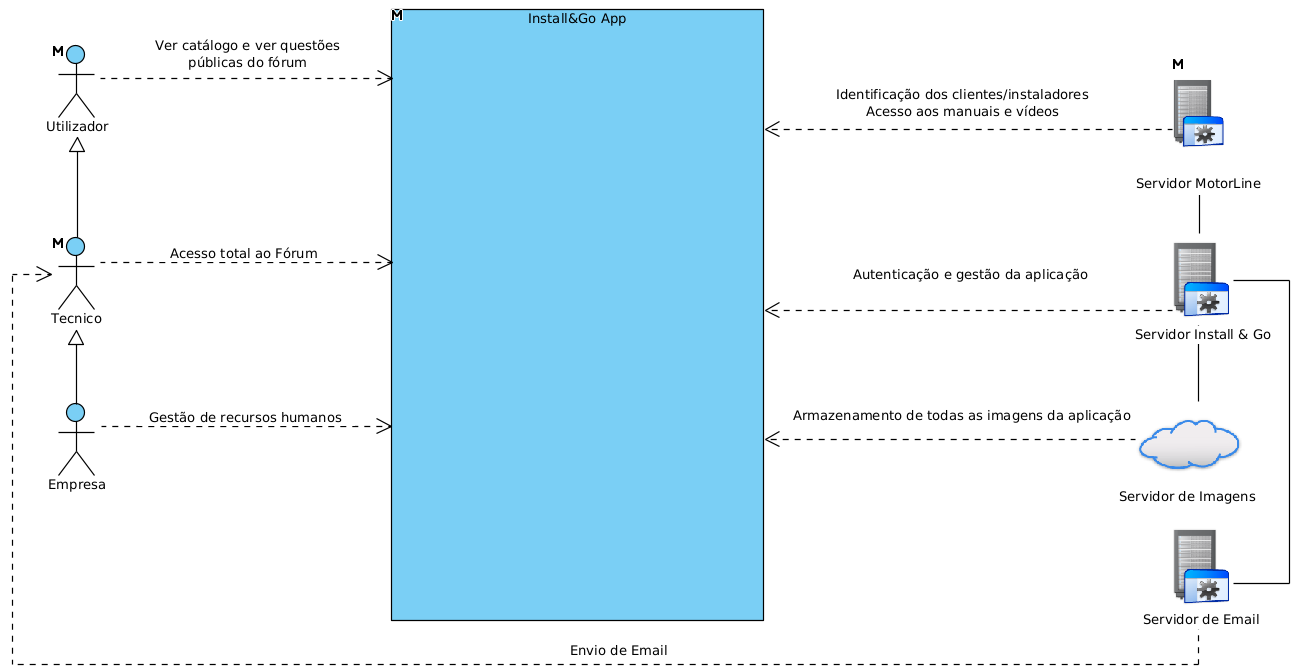 M
Install&Go App
M
Ver catálogo e ver questões
públicas do fórum
Utilizador
M
Identificação dos clientes/instaladores
Acesso aos manuais e vídeos
Servidor MotorLine
M
Acesso total ao Fórum
Tecnico
Autenticação e gestão da aplicação
Servidor Install & Go
Gestão de recursos humanos
Empresa
Armazenamento de todas as imagens da aplicação
Servidor de Imagens
Servidor de Email
Envio de Email